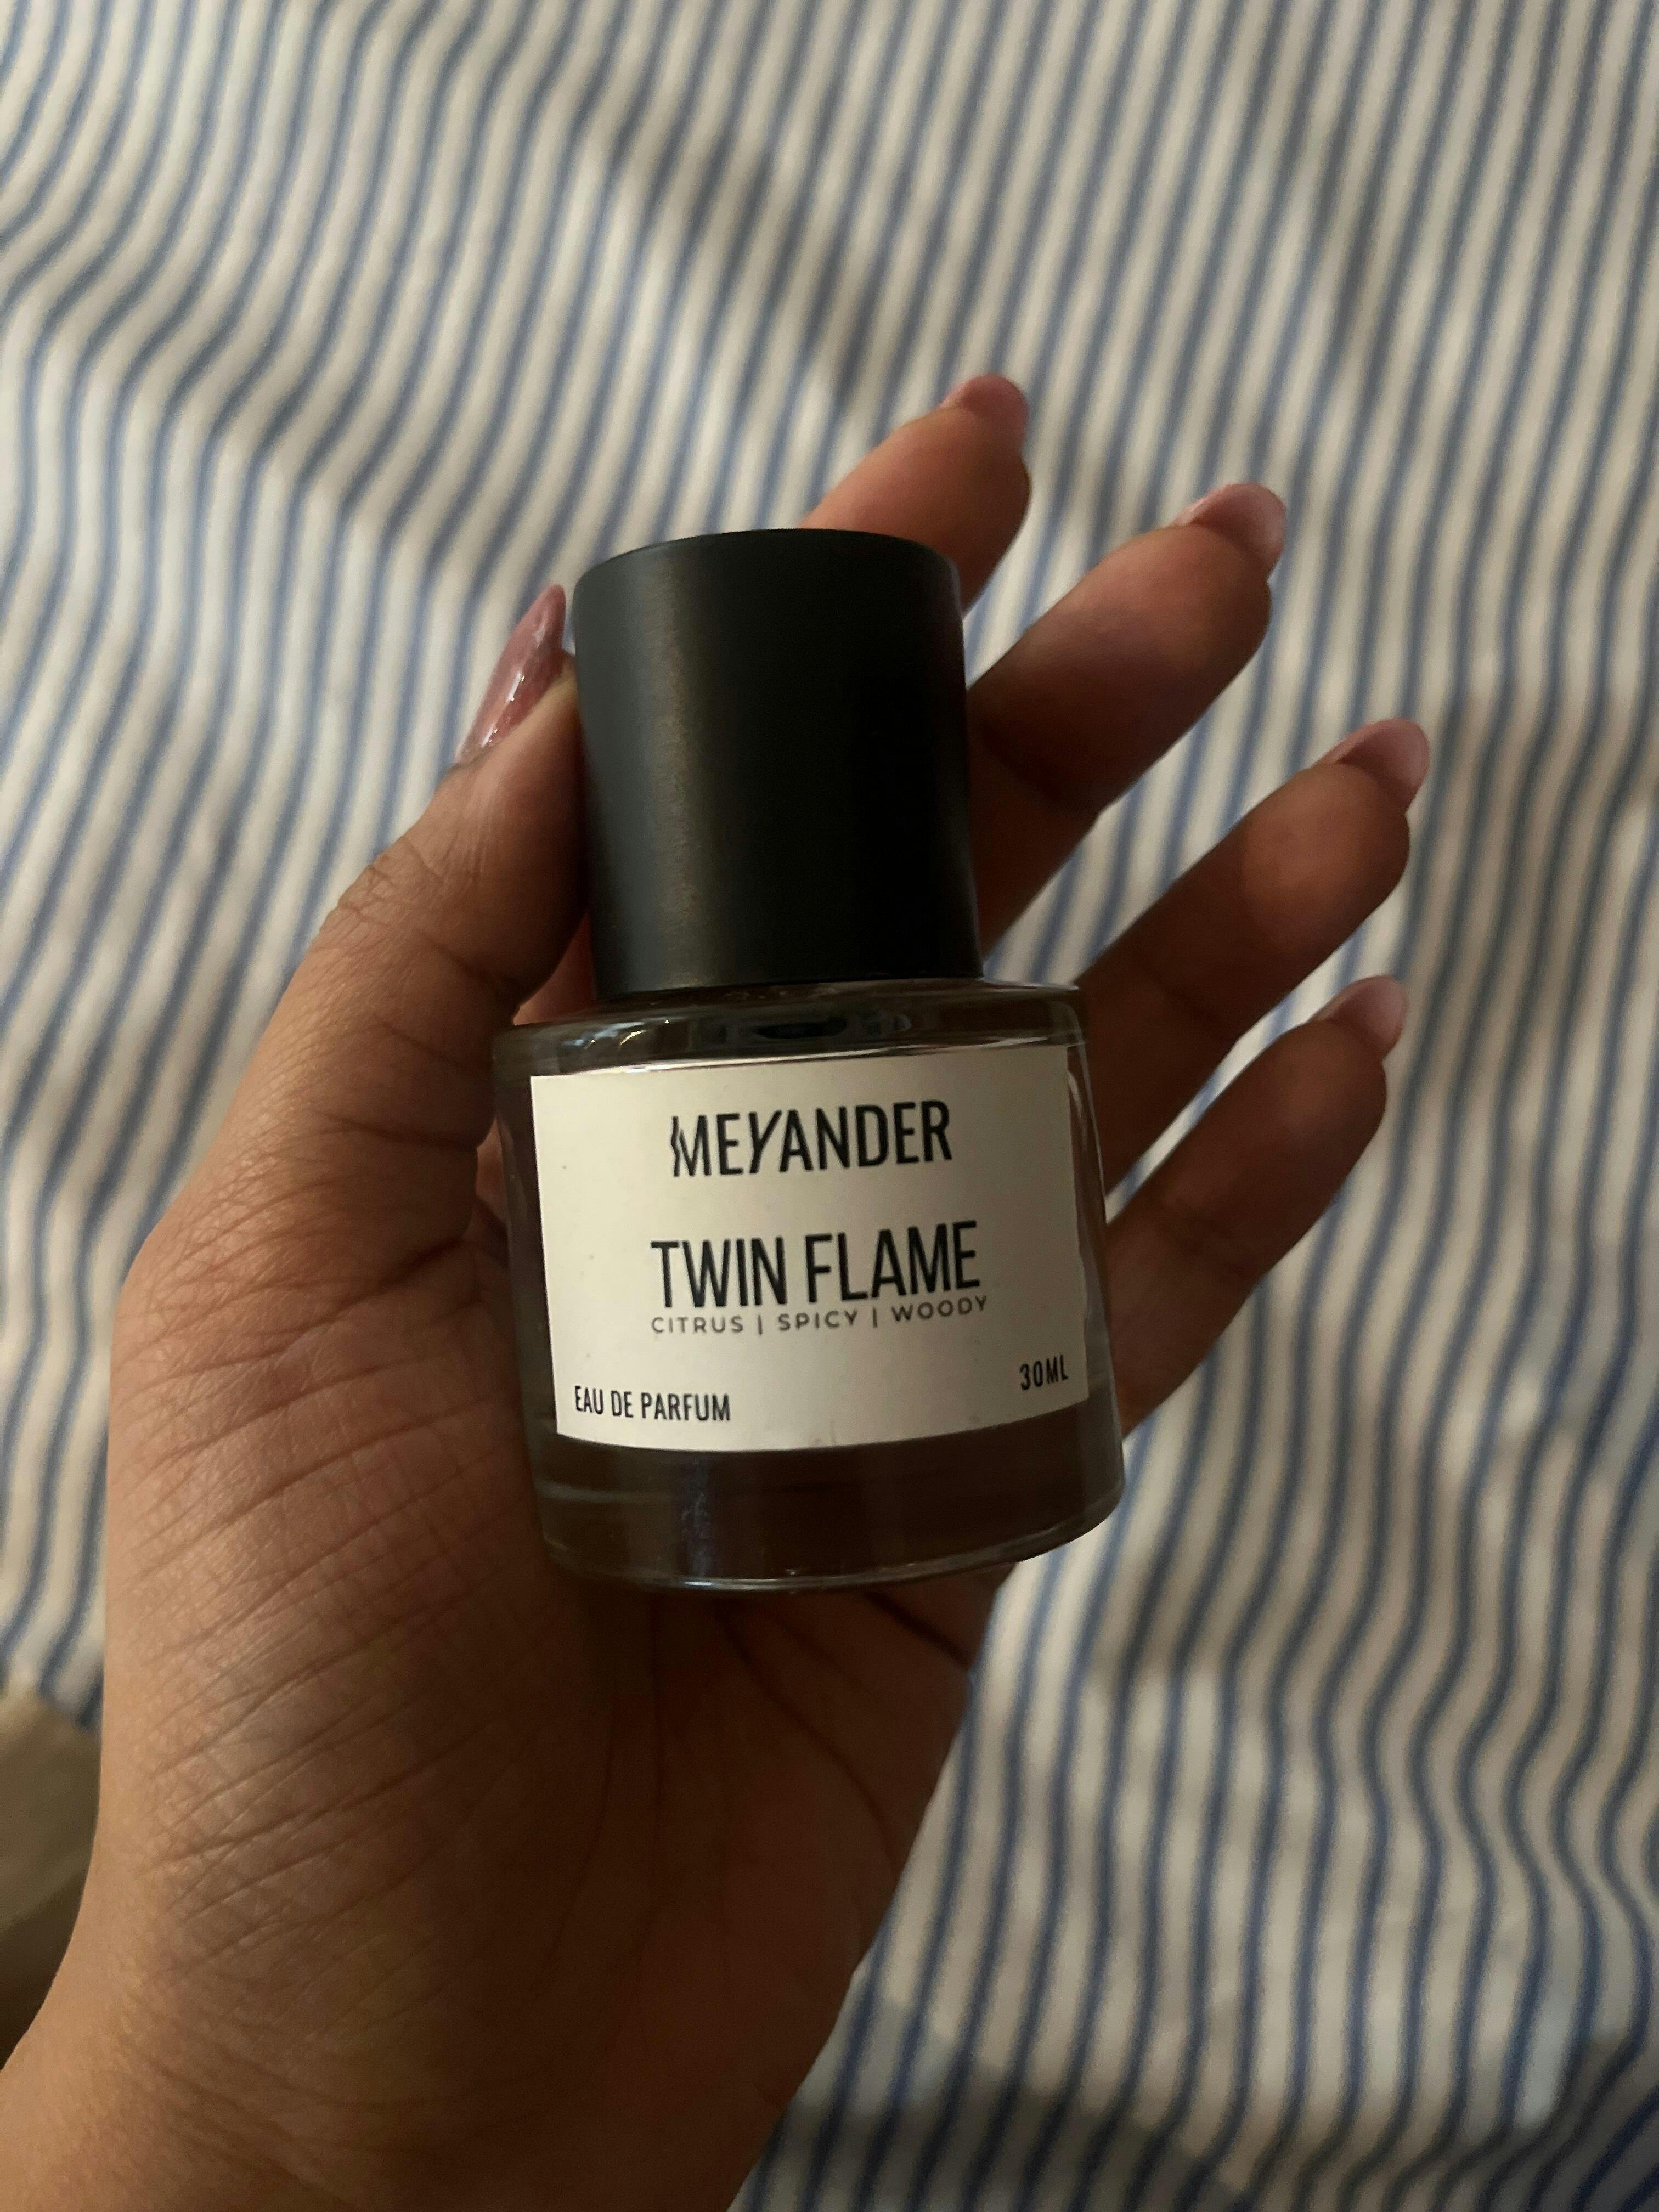 MEYANDER
TWIN FLAME
CITRUS | SPICY | WOODY
30ML
EAU DE PARFUM